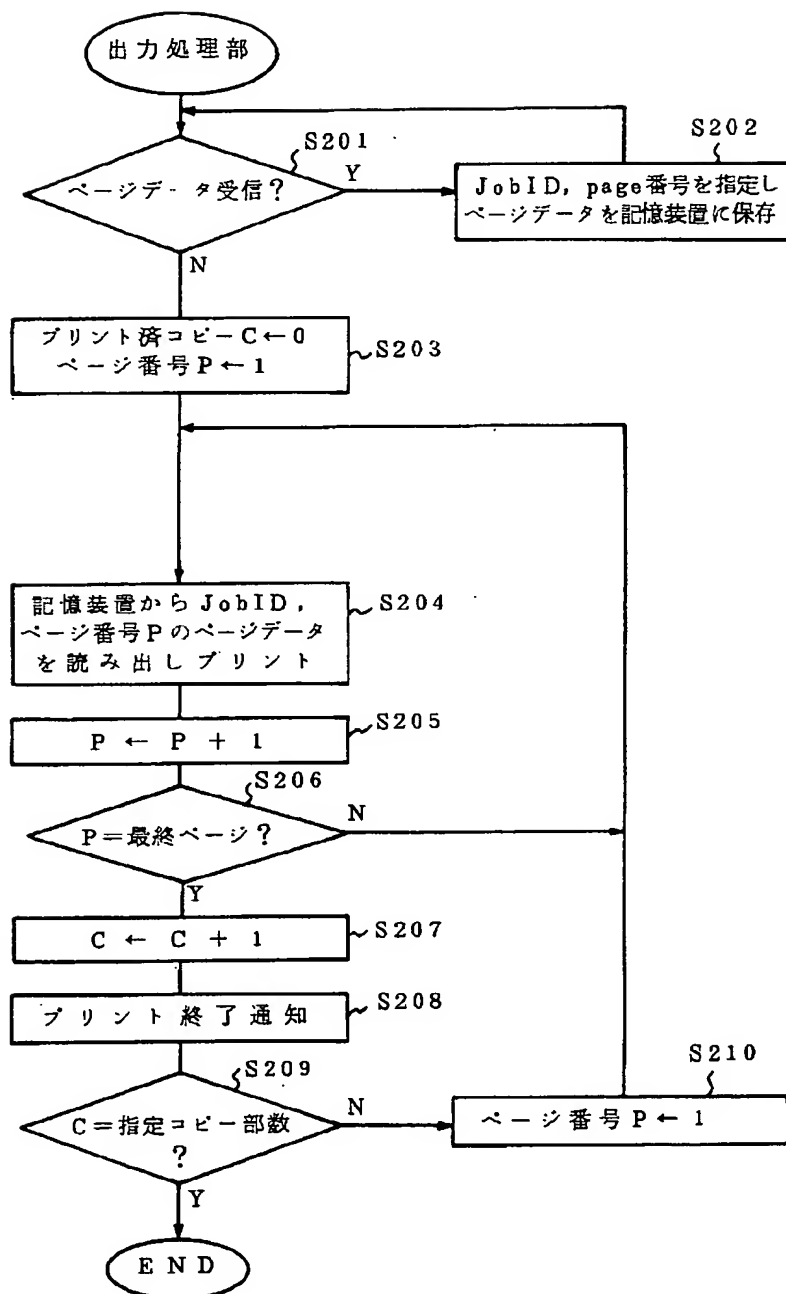 出力処理部
S201
S202
ページデータ受信?
Y
JobID, page番号を指定し
ページデータを記憶装置に保存
N
プリント済コピーC←0
ページ番号P←1
S203
記憶装置からJobID,
ページ番号Pのページデータ
を読み出しプリント
S204
S205
P ← P + 1
S206
P=最終ページ?
N
Y
C ← C + 1
S207
プリント終了通知
S208
S209
S210
C=指定コピー部数
?
N
ページ番号P ← 1
Y
END